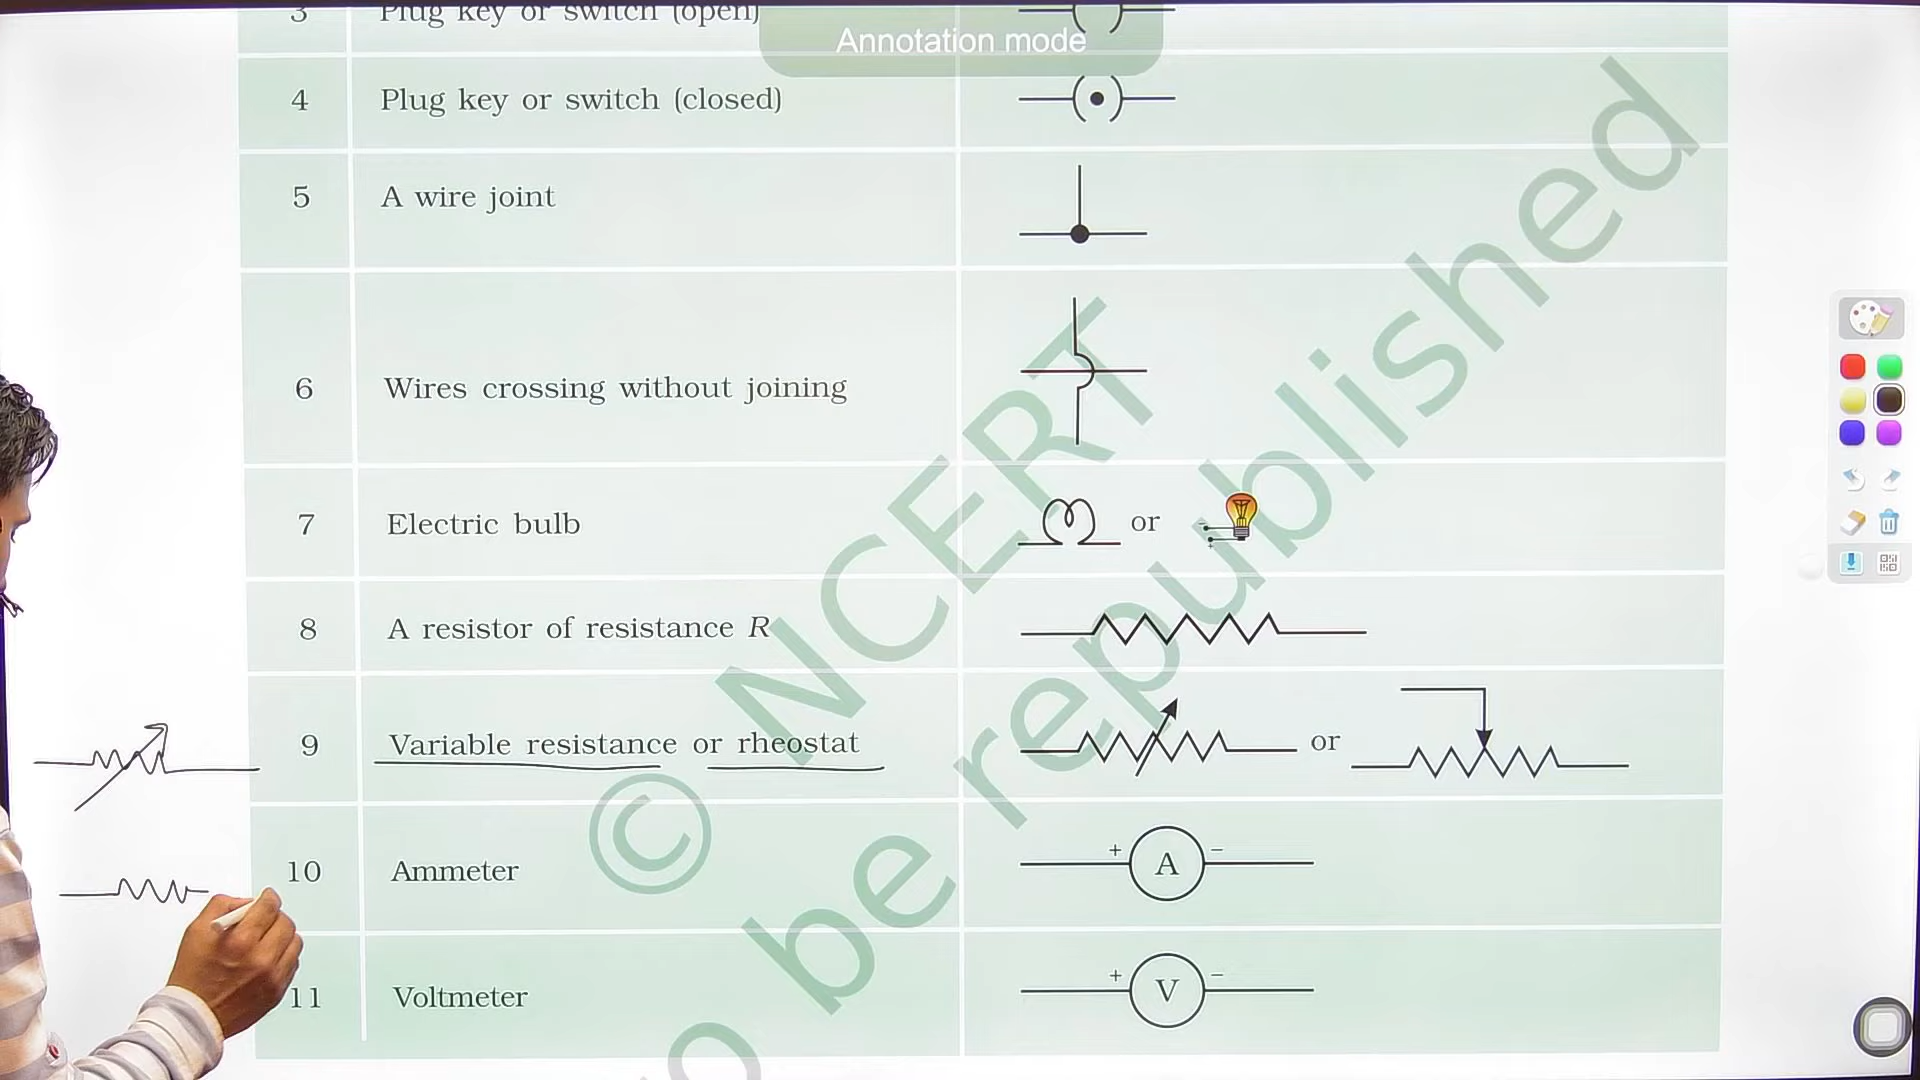 3 Plug key or switch (open)
Annotation mode
4 Plug key or switch (closed)
5 A wire joint
6 Wires crossing without joining
7 Electric bulb or
8 A resistor of resistance R
9 Variable resistance or rheostat or
10 Ammeter + A −
11 Voltmeter + V −
© NCERT
o be republished